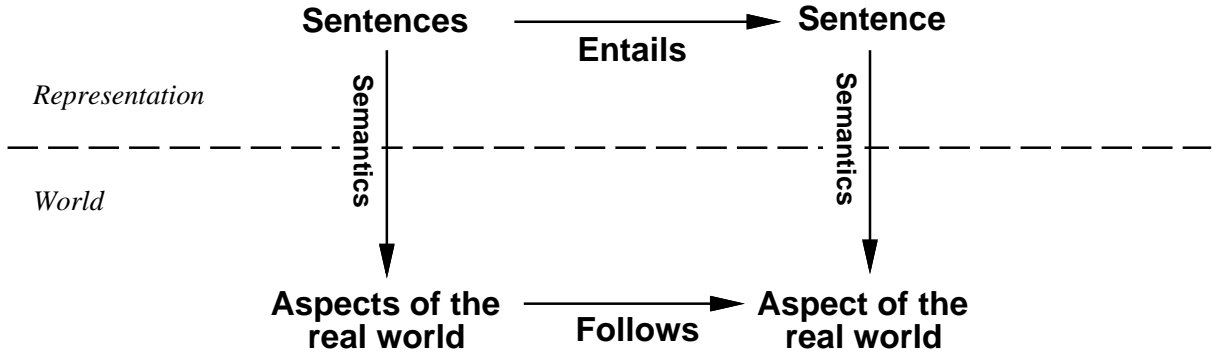 Sentences
Sentence
Entails
Semantics
Semantics
Representation
World
Aspects of the
real world
Follows
Aspect of the
real world